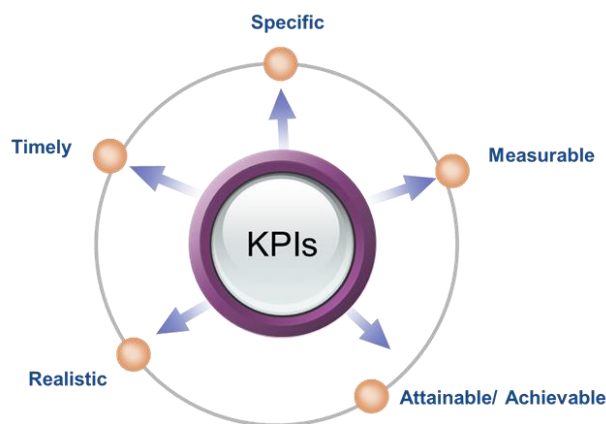 Specific
Timely
Measurable
KPIs
Realistic
Attainable/ Achievable